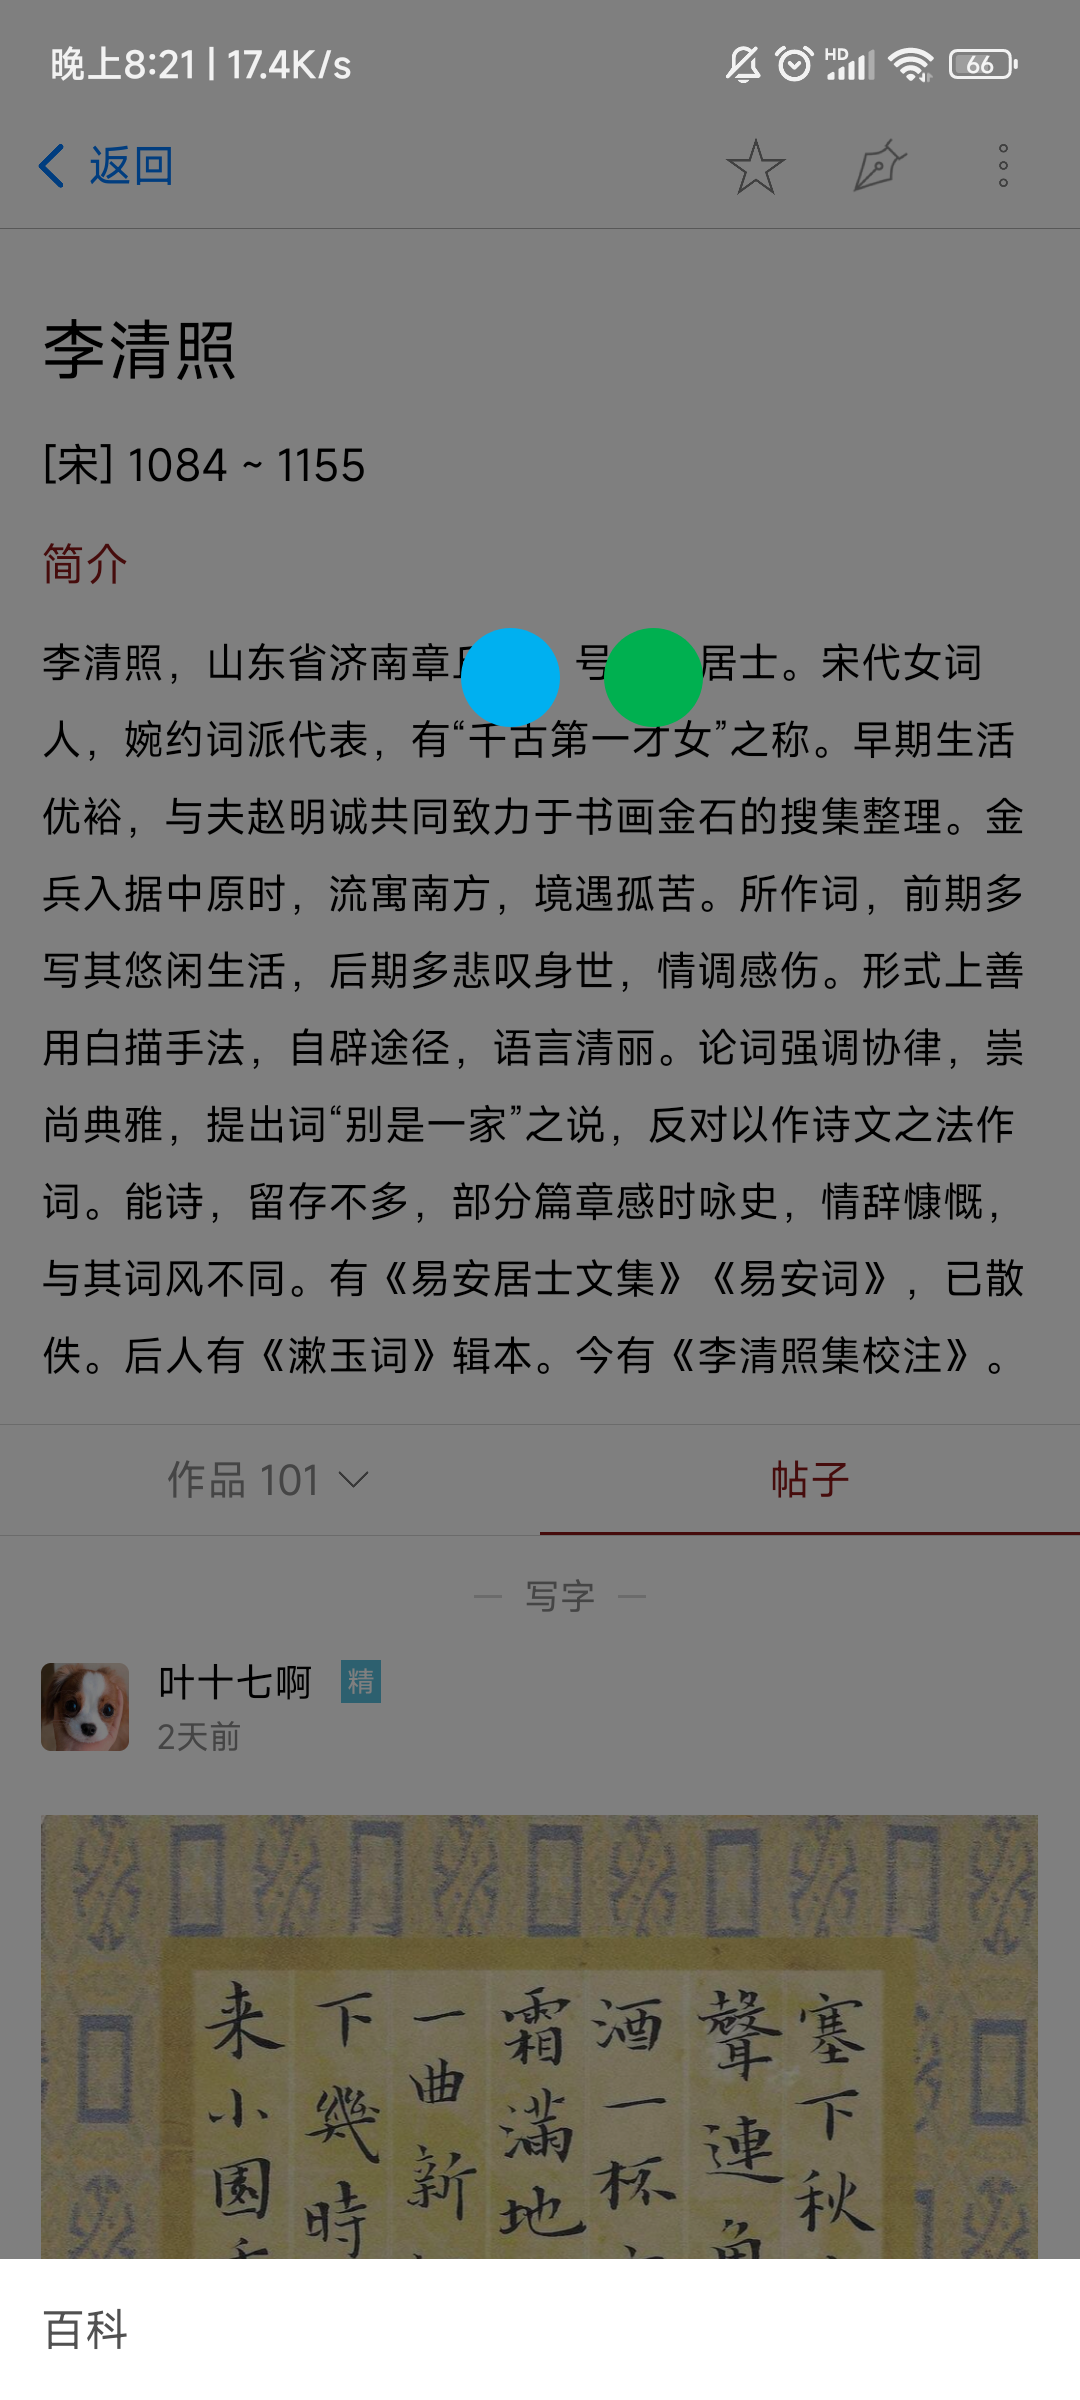 晚上8:21 | 17.4K/s
HD
66
返回
李清照
[宋] 1084 ~ 1155
简介
李清照，山东省济南章 号 居士。宋代女词
人，婉约词派代表，有“千古第一才女”之称。早期生活
优裕，与夫赵明诚共同致力于书画金石的搜集整理。金
兵入据中原时，流寓南方，境遇孤苦。所作词，前期多
写其悠闲生活，后期多悲叹身世，情调感伤。形式上善
用白描手法，自辟途径，语言清丽。论词强调协律，崇
尚典雅，提出词“别是一家”之说，反对以作诗文之法作
词。能诗，留存不多，部分篇章感时咏史，情辞慷慨，
与其词风不同。有《易安居士文集》《易安词》，已散
佚。后人有《漱玉词》辑本。今有《李清照集校注》。
作品 101
帖子
写字
叶十七啊 精
2天前
塞下秋
聲連角
酒一杯
霜满地
一曲新
下幾時
来小園
百科